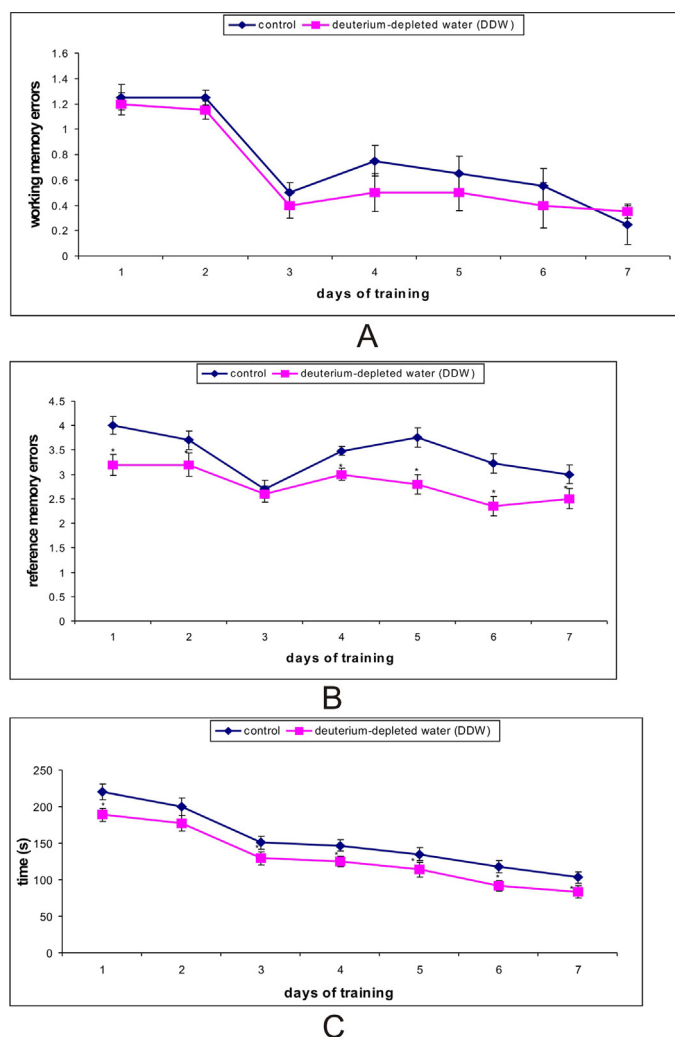 control deuterium-depleted water (DDW)
1.6
1.4
1.2
1
0.8
0.6
0.4
0.2
0
working memory errors
1 2 3 4 5 6 7
days of training
A
control deuterium-depleted water (DDW)
4.5
4
3.5
3
2.5
2
1.5
1
0.5
0
reference memory errors
* * * * * *
1 2 3 4 5 6 7
days of training
B
control deuterium-depleted water (DDW)
250
200
150
100
50
0
time (s)
* * * * * *
1 2 3 4 5 6 7
days of training
C